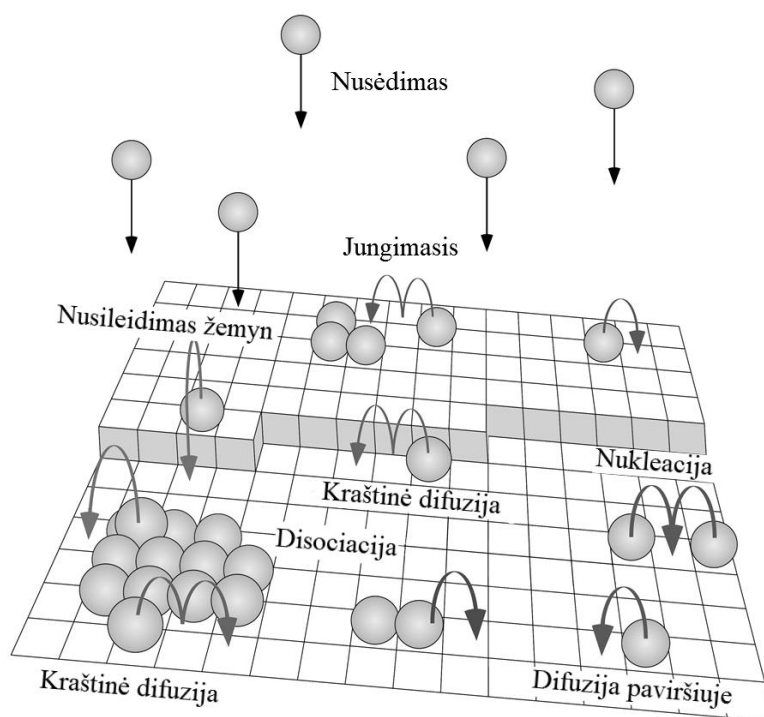 Nusėdimas
Jungimasis
Nusileidimas žemyn
Nukleacija
Kraštinė difuzija
Disociacija
Difuzija paviršiuje
Kraštinė difuzija